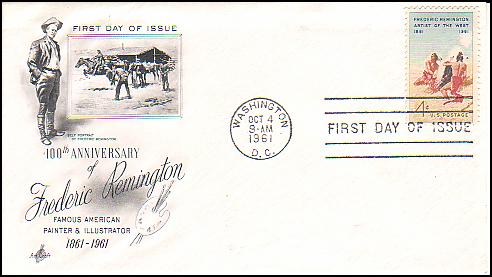 FIRST DAY OF ISSUE
SELF PORTRAIT
OF FREDERIC REMINGTON
100th ANNIVERSARY
of
Frederic Remington
FAMOUS AMERICAN
PAINTER & ILLUSTRATOR
1861-1961
ArtCraft
WASHINGTON
OCT 4
9-AM
1961
D.C.
FREDERIC REMINGTON
ARTIST OF THE WEST
1861 1961
4c
U.S. POSTAGE
FIRST DAY OF ISSUE